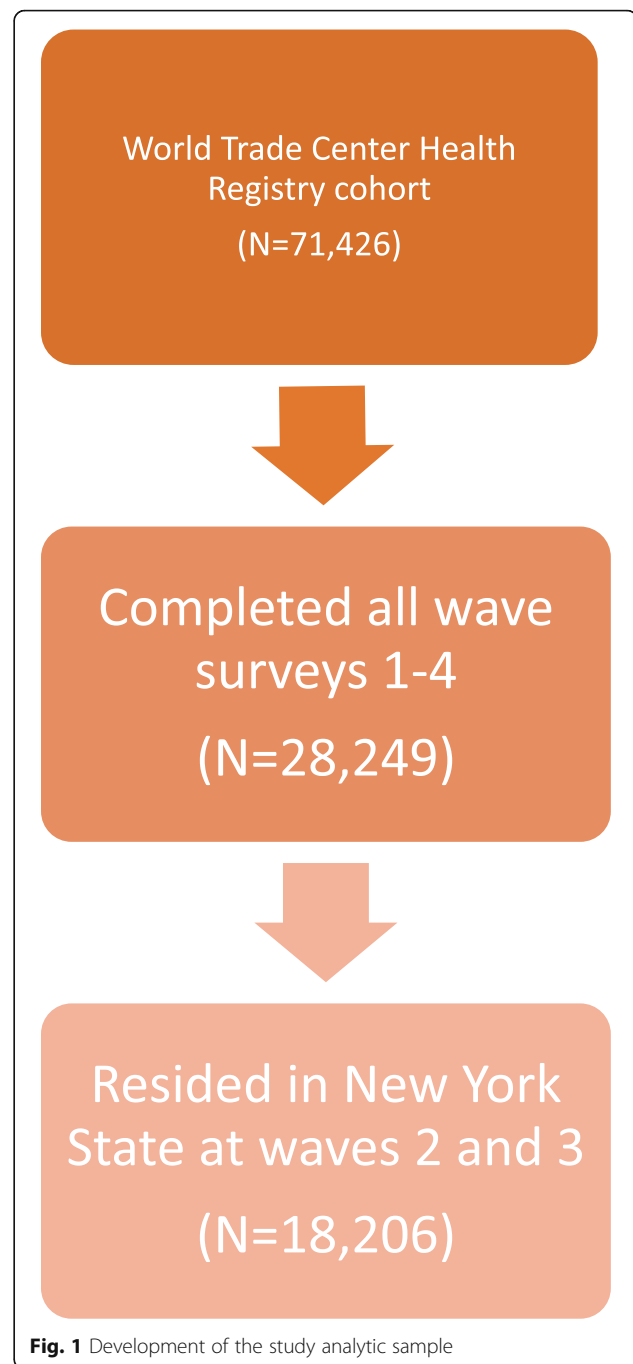 World Trade Center Health
Registry cohort
(N=71,426)
Completed all wave
surveys 1-4
(N=28,249)
Resided in New York
State at waves 2 and 3
(N=18,206)
Fig. 1 Development of the study analytic sample